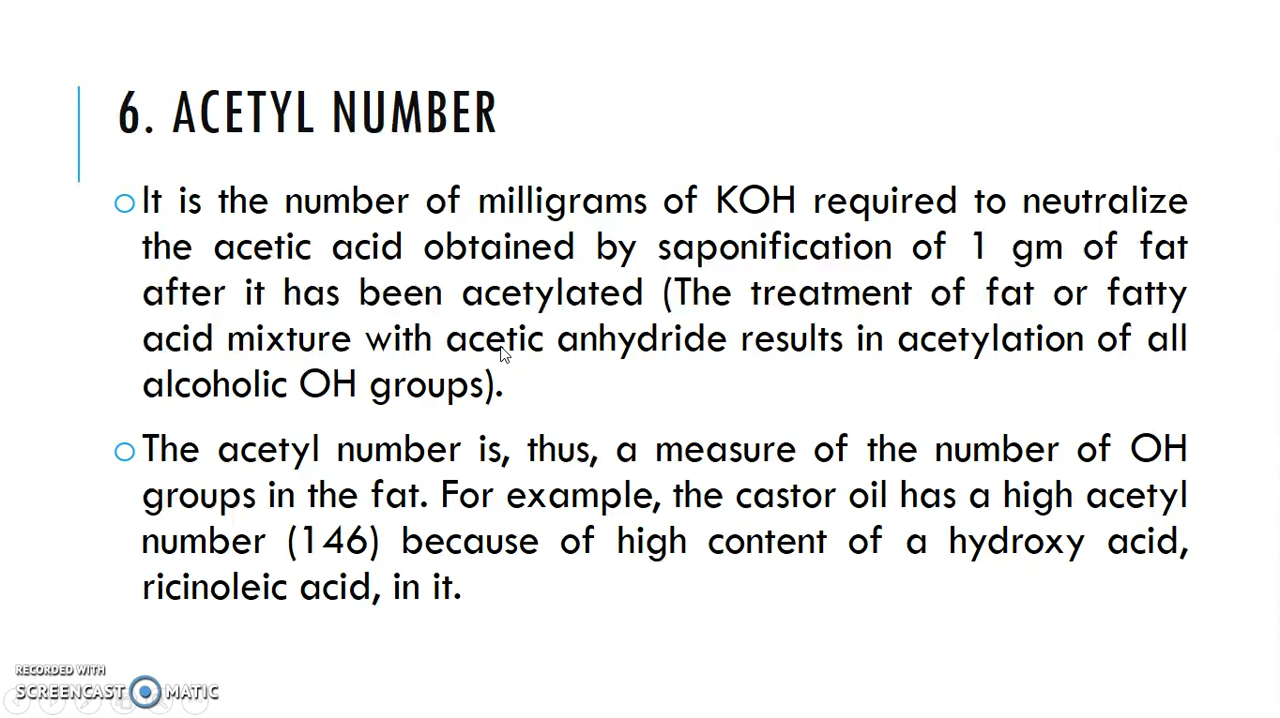 6. ACETYL NUMBER
It is the number of milligrams of KOH required to neutralize
the acetic acid obtained by saponification of 1 gm of fat
after it has been acetylated (The treatment of fat or fatty
acid mixture with acetic anhydride results in acetylation of all
alcoholic OH groups).
The acetyl number is, thus, a measure of the number of OH
groups in the fat. For example, the castor oil has a high acetyl
number (146) because of high content of a hydroxy acid,
ricinoleic acid, in it.
RECORDED WITH
SCREENCAST MATIC